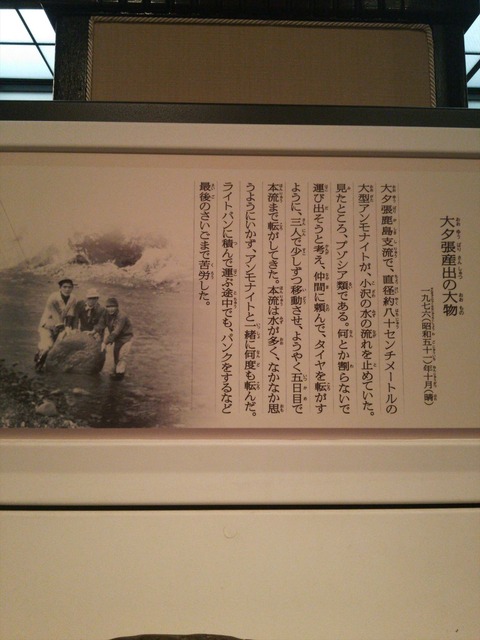 大夕張産出の大物
一九七六(昭和五十一)年十月(晴)
大夕張鹿島支流で、直径約八十センチメートルの
大型アンモナイトが、小沢の水の流れを止めていた。
見たところ、プゾシア類である。何とか割らないで
運び出そうと考え、仲間に頼んで、タイヤを転がす
ように、三人で少しずつ移動させ、ようやく五日目で
本流まで転がしてきた。本流は水が多く、なかなか思
うようにいかず、アンモナイトと一緒に何度も転んだ。
ライトバンに積んで運ぶ途中でも、パンクをするなど
最後のさいごまで苦労した。